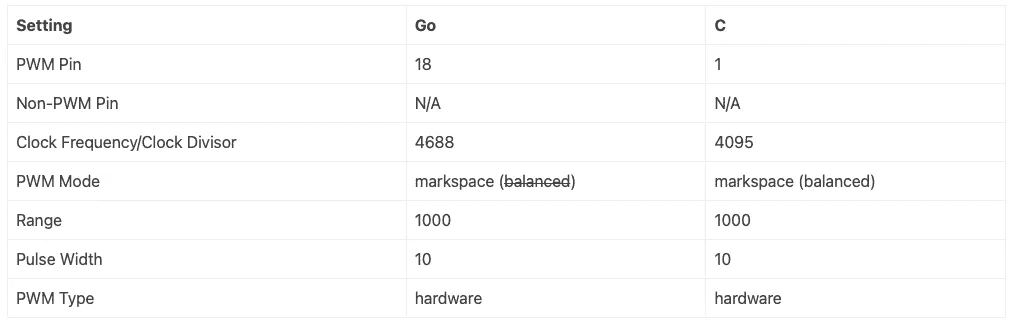 Setting Go C
PWM Pin 18 1
Non-PWM Pin N/A N/A
Clock Frequency/Clock Divisor 4688 4095
PWM Mode markspace (balanced) markspace (balanced)
Range 1000 1000
Pulse Width 10 10
PWM Type hardware hardware